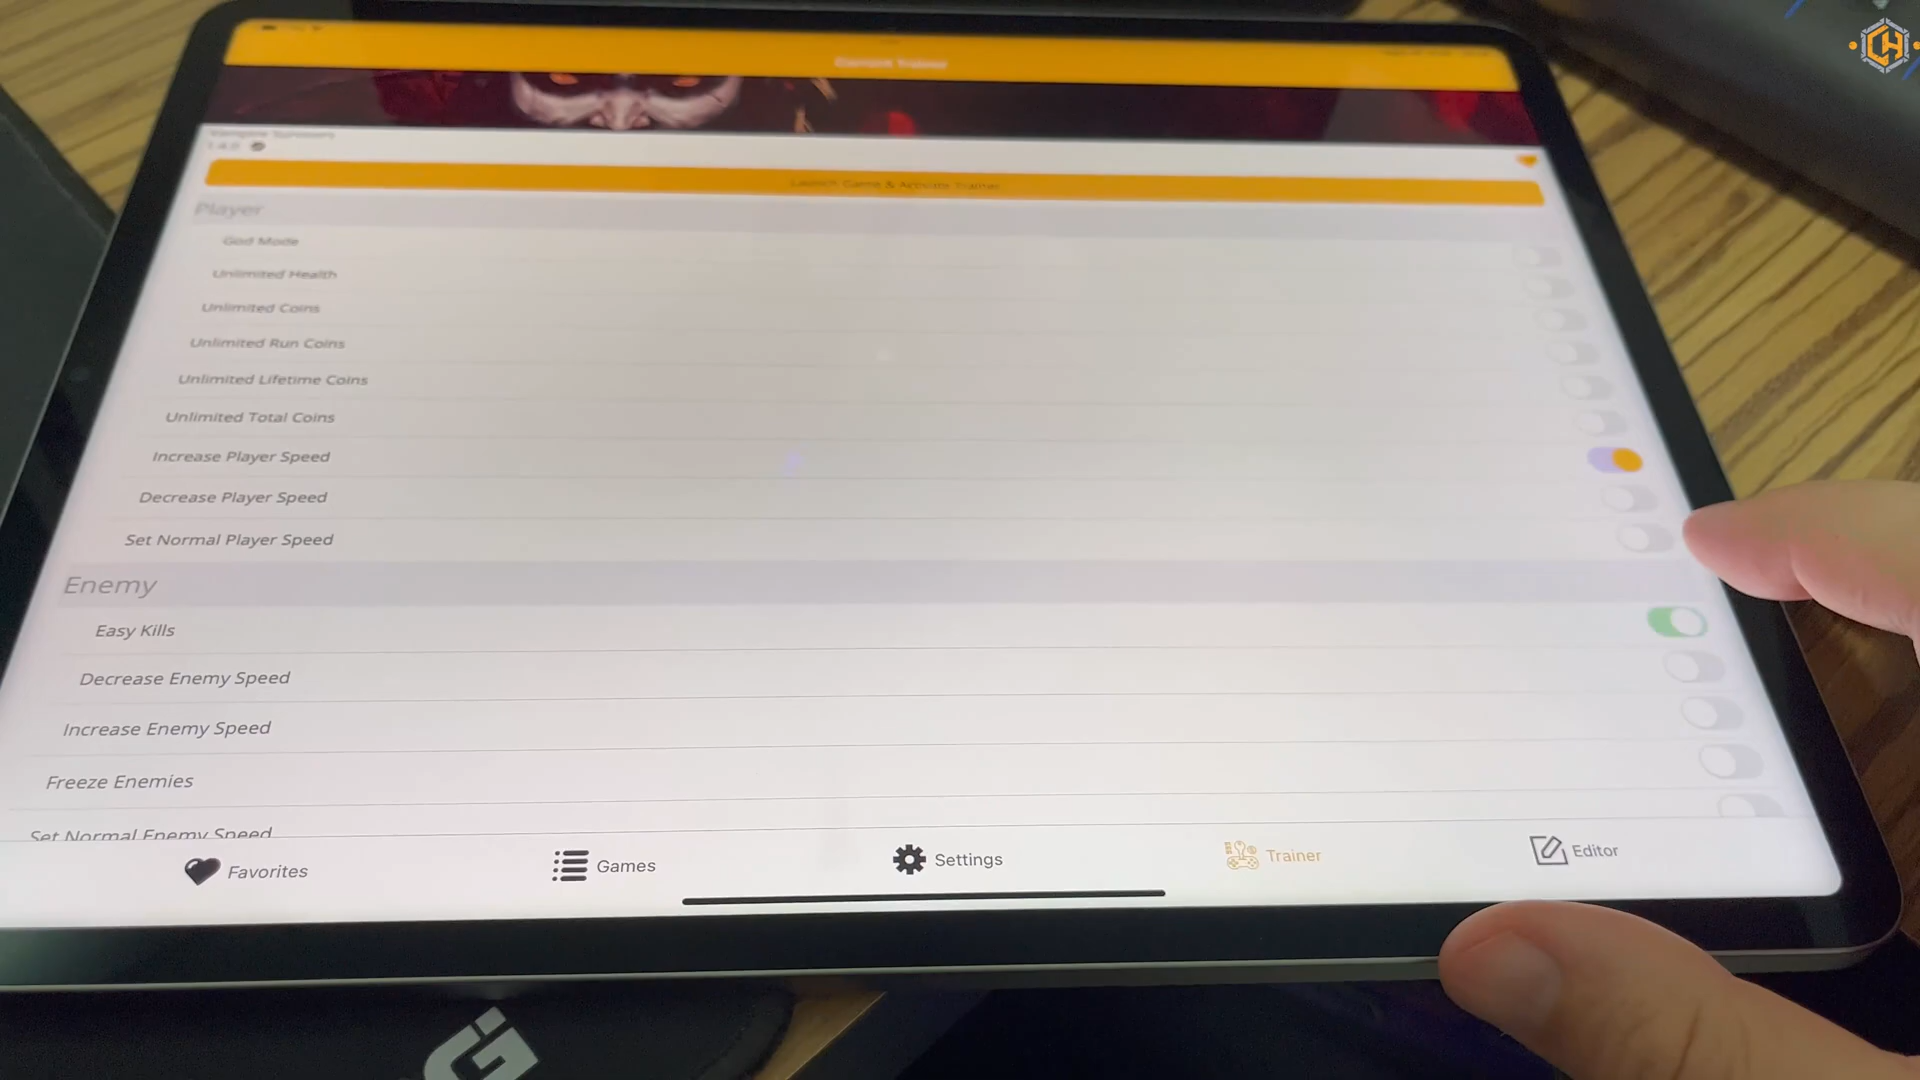 Current Trainer
Vampire Survivors
1.4.0
Launch Game & Activate Trainer
Player
God Mode
Unlimited Health
Unlimited Coins
Unlimited Run Coins
Unlimited Lifetime Coins
Unlimited Total Coins
Increase Player Speed
Decrease Player Speed
Set Normal Player Speed
Enemy
Easy Kills
Decrease Enemy Speed
Increase Enemy Speed
Freeze Enemies
Set Normal Enemy Speed
Favorites
Games
Settings
Trainer
Editor